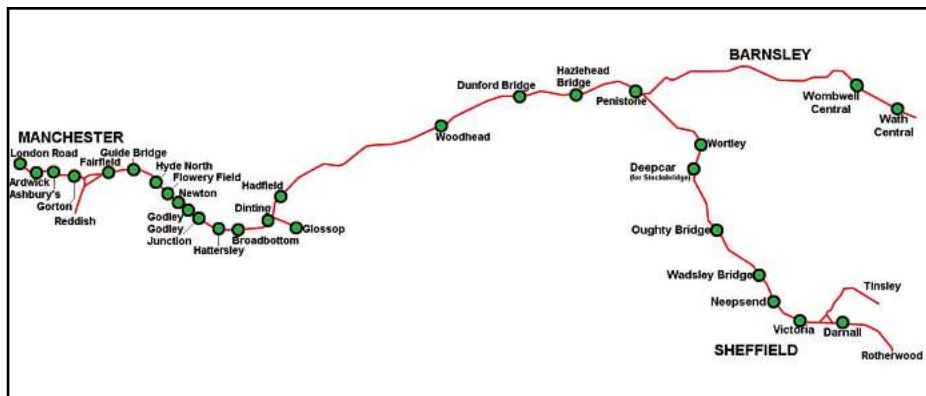 BARNSLEY
Hazlehead
Bridge
Dunford Bridge
Penistone
Wombwell
Central
Wath
Central
Woodhead
MANCHESTER
London Road
Guide Bridge
Fairfield
Hyde North
Flowery Field
Newton
Ardwick
Ashbury's
Gorton
Reddish
Godley
Godley
Junction
Hattersley
Broadbottom
Hadfield
Dinting
Glossop
Wortley
Deepcar
(for Stocksbridge)
Oughty Bridge
Wadsley Bridge
Neepsend
Tinsley
Victoria
Darnall
SHEFFIELD
Rotherwood